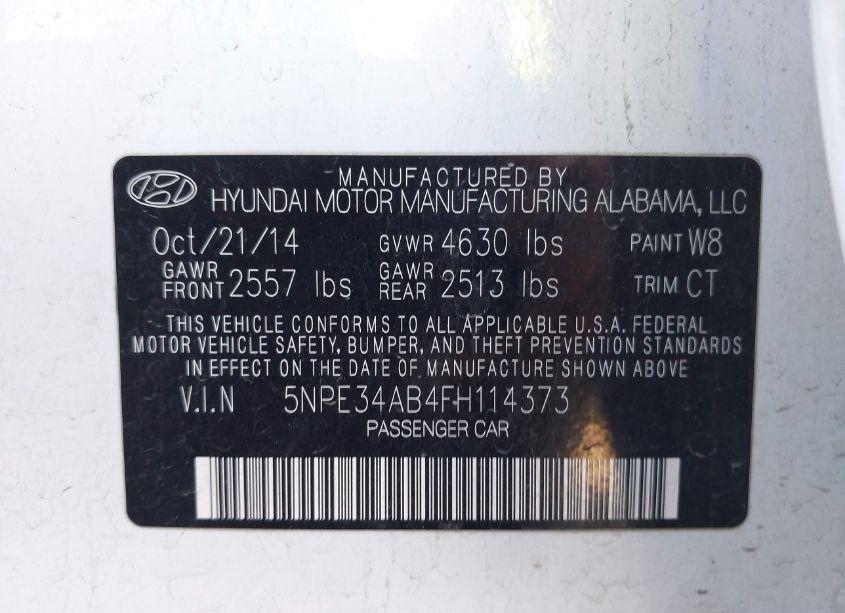 MANUFACTURED BY
HYUNDAI MOTOR MANUFACTURING ALABAMA, LLC
Oct/21/14 GVWR 4630 lbs PAINT W8
GAWR FRONT 2557 lbs GAWR REAR 2513 lbs TRIM CT
THIS VEHICLE CONFORMS TO ALL APPLICABLE U.S.A. FEDERAL
MOTOR VEHICLE SAFETY, BUMPER, AND THEFT PREVENTION STANDARDS
IN EFFECT ON THE DATE OF MANUFACTURE SHOWN ABOVE
V.I.N 5NPE34AB4FH114373
PASSENGER CAR